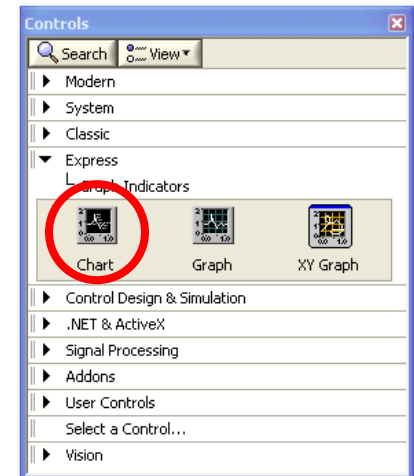 Controls
Search View
Modern
System
Classic
Express
Graph Indicators
Chart Graph XY Graph
Control Design & Simulation
.NET & ActiveX
Signal Processing
Addons
User Controls
Select a Control...
Vision